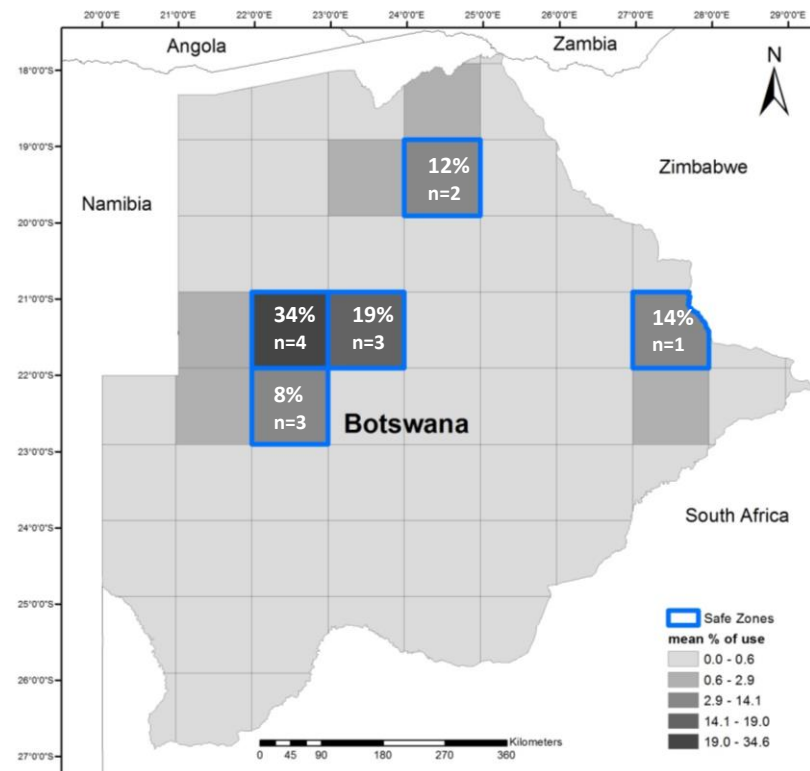 20°0'0"E 21°0'0"E 22°0'0"E 23°0'0"E 24°0'0"E 25°0'0"E 26°0'0"E 27°0'0"E 28°0'0"E 29°0'0"E
Angola
Zambia
N
18°0'0"S
19°0'0"S
12%
n=2
Zimbabwe
Namibia
20°0'0"S
21°0'0"S
34%
n=4
19%
n=3
14%
n=1
22°0'0"S
8%
n=3
Botswana
23°0'0"S
24°0'0"S
South Africa
25°0'0"S
Safe Zones
mean % of use
0.0 - 0.6
0.6 - 2.9
2.9 - 14.1
14.1 - 19.0
19.0 - 34.6
26°0'0"S
27°0'0"S
Kilometers
0 45 90 180 270 360